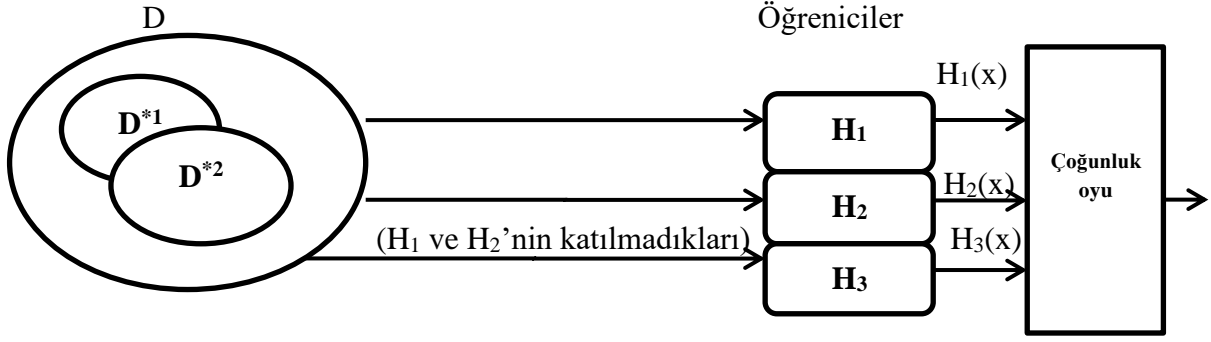 D
Öğreniciler
H1(x)
D*1
H1
Çoğunluk
oyu
D*2
H2(x)
H2
(H1 ve H2’nin katılmadıkları)
H3(x)
H3